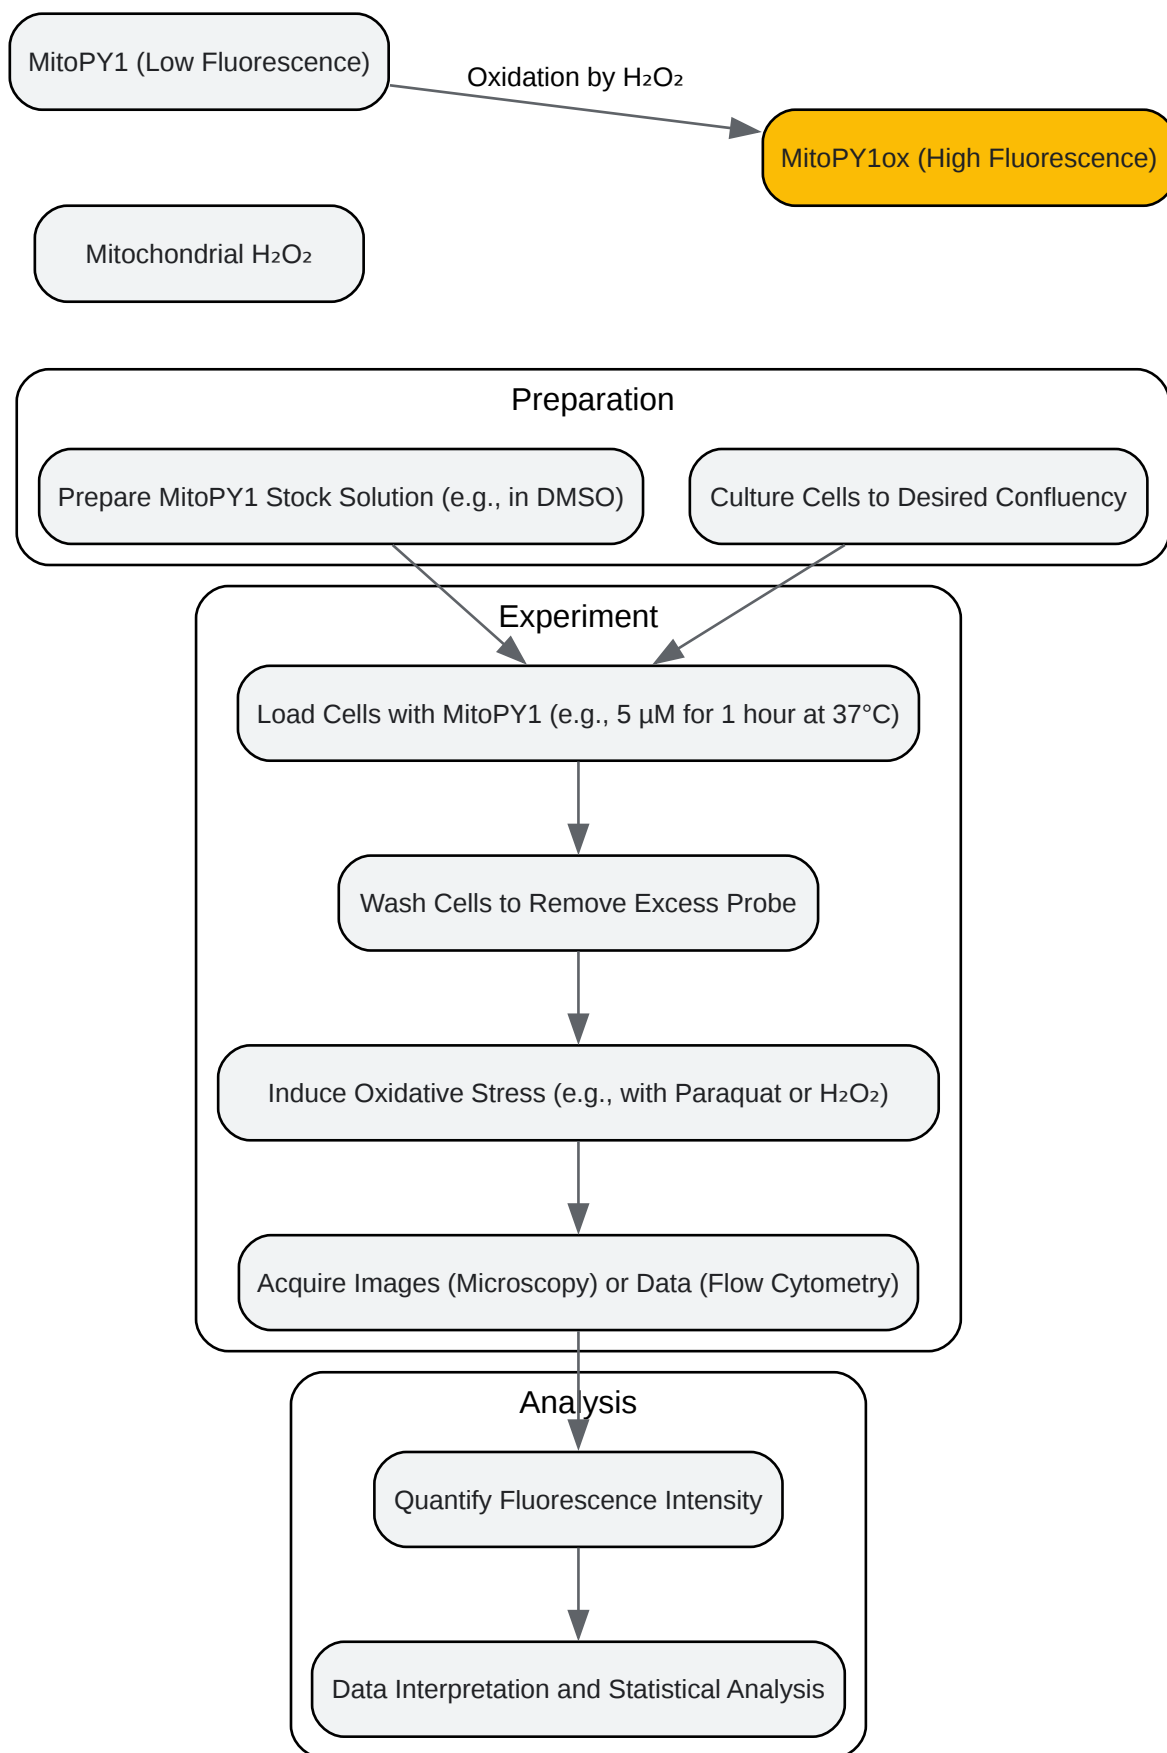 MitoPY1 (Low Fluorescence)
Oxidation by H₂O₂
MitoPY1ox (High Fluorescence)
Mitochondrial H₂O₂
Preparation
Prepare MitoPY1 Stock Solution (e.g., in DMSO)
Culture Cells to Desired Confluency
Experiment
Load Cells with MitoPY1 (e.g., 5 µM for 1 hour at 37°C)
Wash Cells to Remove Excess Probe
Induce Oxidative Stress (e.g., with Paraquat or H₂O₂)
Acquire Images (Microscopy) or Data (Flow Cytometry)
Analysis
Quantify Fluorescence Intensity
Data Interpretation and Statistical Analysis